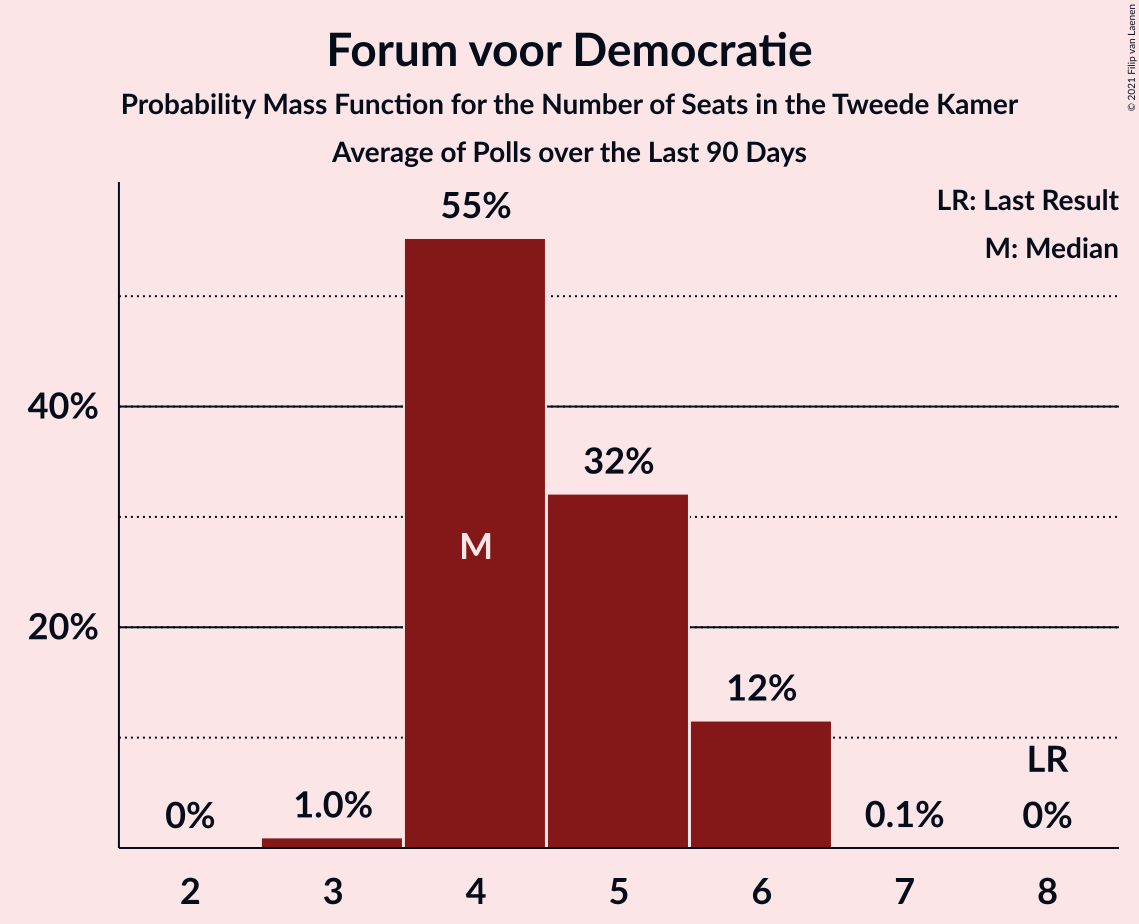 Forum voor Democratie
Probability Mass Function for the Number of Seats in the Tweede Kamer
Average of Polls over the Last 90 Days
© 2021 Filip van Laenen
LR: Last Result
M: Median
55%
40%
32%
M
20%
12%
LR
0%
1.0%
0.1%
0%
2 3 4 5 6 7 8